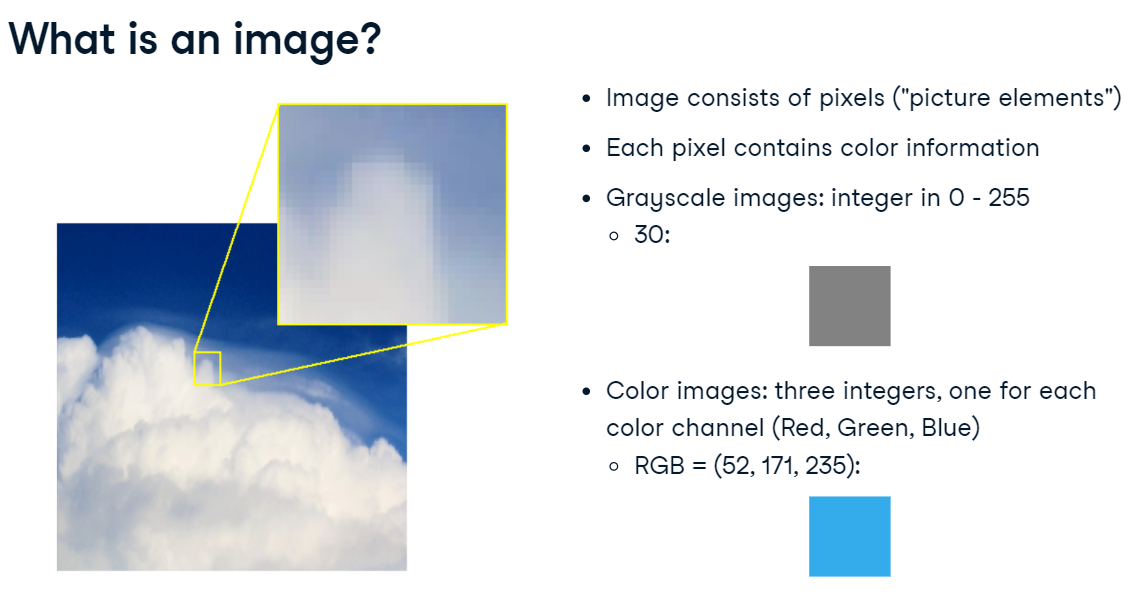 What is an image?
• Image consists of pixels ("picture elements")
• Each pixel contains color information
• Grayscale images: integer in 0 - 255
◦ 30:
• Color images: three integers, one for each
color channel (Red, Green, Blue)
◦ RGB = (52, 171, 235):